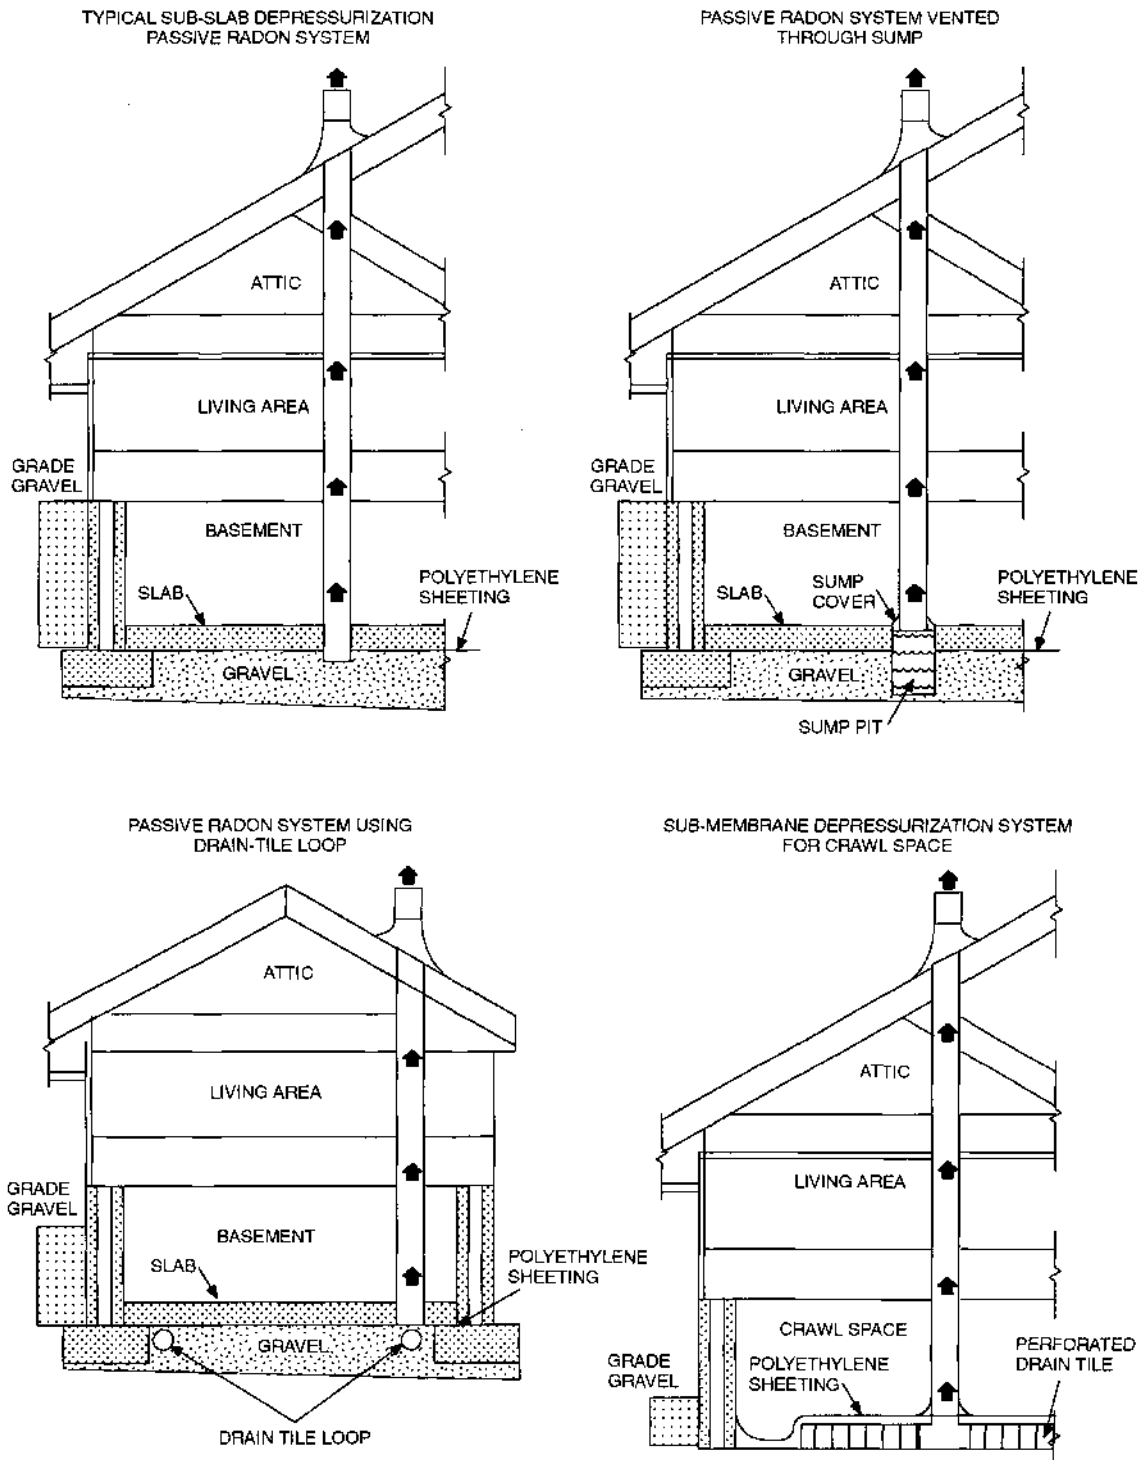 TYPICAL SUB-SLAB DEPRESSURIZATION
PASSIVE RADON SYSTEM
ATTIC
LIVING AREA
GRADE
GRAVEL
BASEMENT
POLYETHYLENE
SHEETING
SLAB
GRAVEL
PASSIVE RADON SYSTEM VENTED
THROUGH SUMP
ATTIC
LIVING AREA
GRADE
GRAVEL
BASEMENT
SUMP
COVER
POLYETHYLENE
SHEETING
SLAB
GRAVEL
SUMP PIT
PASSIVE RADON SYSTEM USING
DRAIN-TILE LOOP
ATTIC
LIVING AREA
GRADE
GRAVEL
BASEMENT
POLYETHYLENE
SHEETING
SLAB
GRAVEL
DRAIN TILE LOOP
SUB-MEMBRANE DEPRESSURIZATION SYSTEM
FOR CRAWL SPACE
ATTIC
LIVING AREA
CRAWL SPACE
PERFORATED
DRAIN TILE
GRADE
GRAVEL
POLYETHYLENE
SHEETING